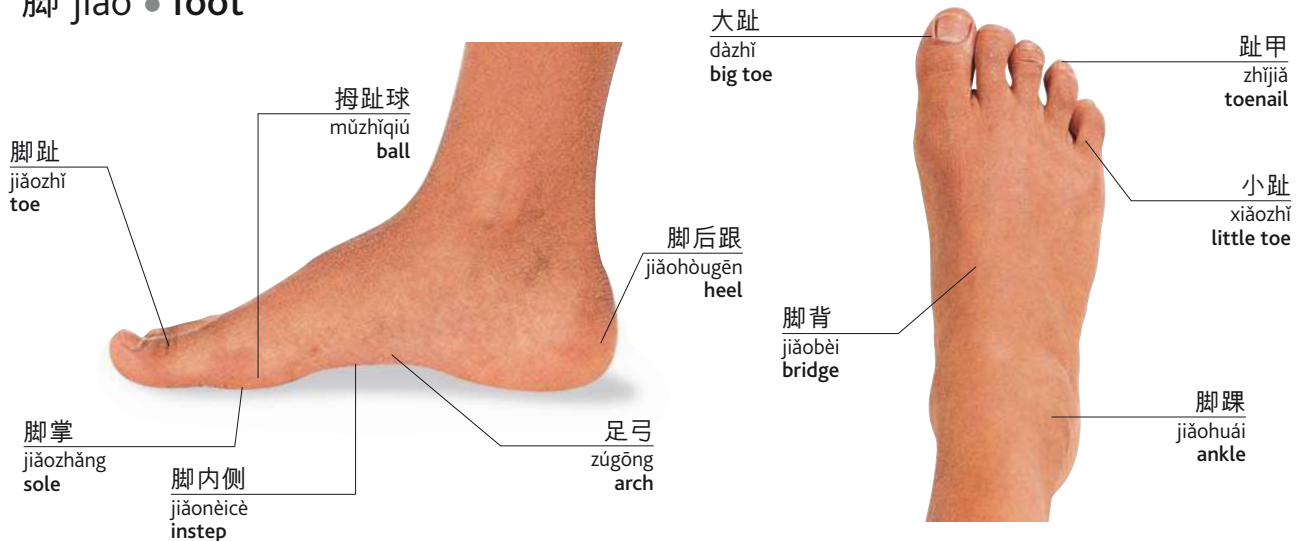 脚 jiǎo • foot
拇趾球
mǔzhǐqiú
ball
脚趾
jiǎozhǐ
toe
脚后跟
jiǎohòugēn
heel
脚掌
jiǎozhǎng
sole
脚内侧
jiǎonèicè
instep
足弓
zúgōng
arch
大趾
dàzhǐ
big toe
趾甲
zhǐjiǎ
toenail
小趾
xiǎozhǐ
little toe
脚背
jiǎobèi
bridge
脚踝
jiǎohuái
ankle